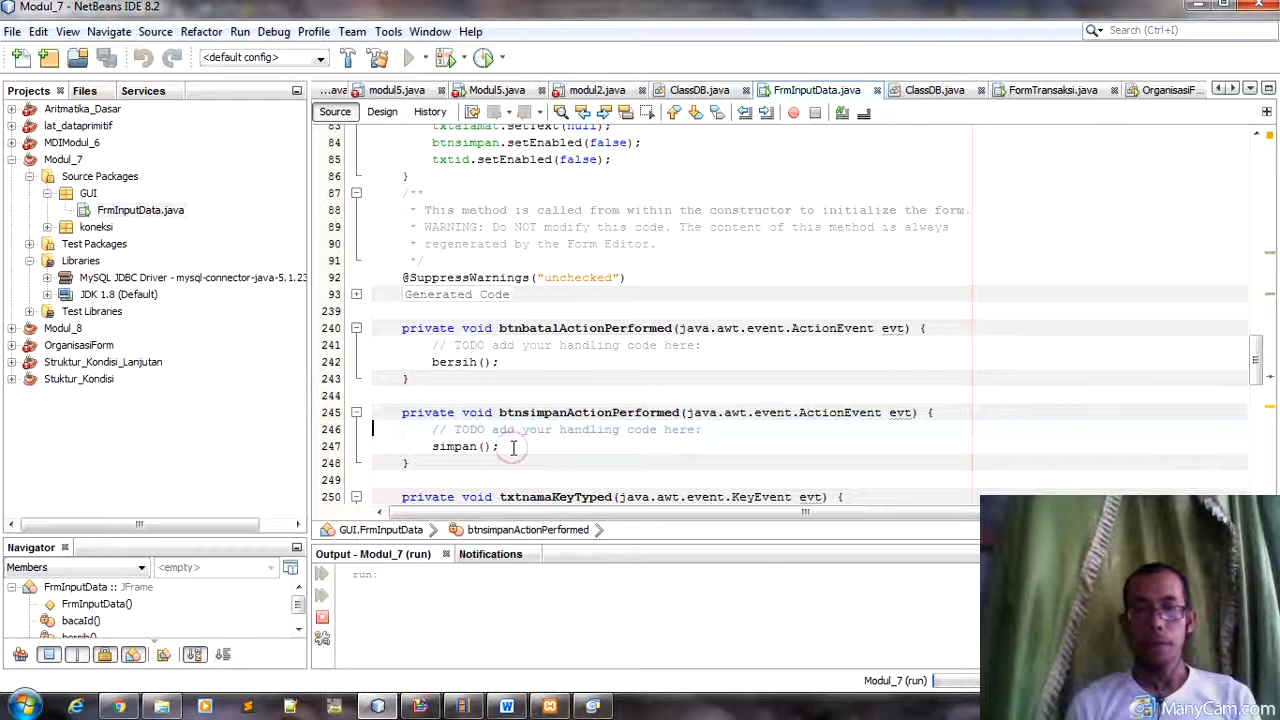 Modul_7 - NetBeans IDE 8.2
File Edit View Navigate Source Refactor Run Debug Profile Team Tools Window Help
Search (Ctrl+I)
<default config>
Projects Files Services
...ava modul5.java Modul5.java modul2.java ClassDB.java FrmInputData.java ClassDB.java FormTransaksi.java OrganisasiF...
Source Design History
Aritmatika_Dasar
lat_dataprimitif
MDIModul_6
Modul_7
Source Packages
GUI
FrmInputData.java
koneksi
Test Packages
Libraries
MySQL JDBC Driver - mysql-connector-java-5.1.23
JDK 1.8 (Default)
Test Libraries
Modul_8
OrganisasiForm
Struktur_Kondisi_Lanjutan
Stuktur_Kondisi
83 txtalamat.setText(null);
84 btnsimpan.setEnabled(false);
85 txtid.setEnabled(false);
86 }
87 /**
88 * This method is called from within the constructor to initialize the form.
89 * WARNING: Do NOT modify this code. The content of this method is always
90 * regenerated by the Form Editor.
91 */
92 @SuppressWarnings("unchecked")
93 Generated Code
239
240 private void btnbatalActionPerformed(java.awt.event.ActionEvent evt) {
241 // TODO add your handling code here:
242 bersih();
243 }
244
245 private void btnsimpanActionPerformed(java.awt.event.ActionEvent evt) {
246 // TODO add your handling code here:
247 simpan();
248 }
249
250 private void txtnamaKeyTyped(java.awt.event.KeyEvent evt) {
GUI.FrmInputData btnsimpanActionPerformed
Navigator
Members <empty>
FrmInputData :: JFrame
FrmInputData()
bacaId()
Output - Modul_7 (run) Notifications
run:
Modul_7 (run)
ManyCam.com